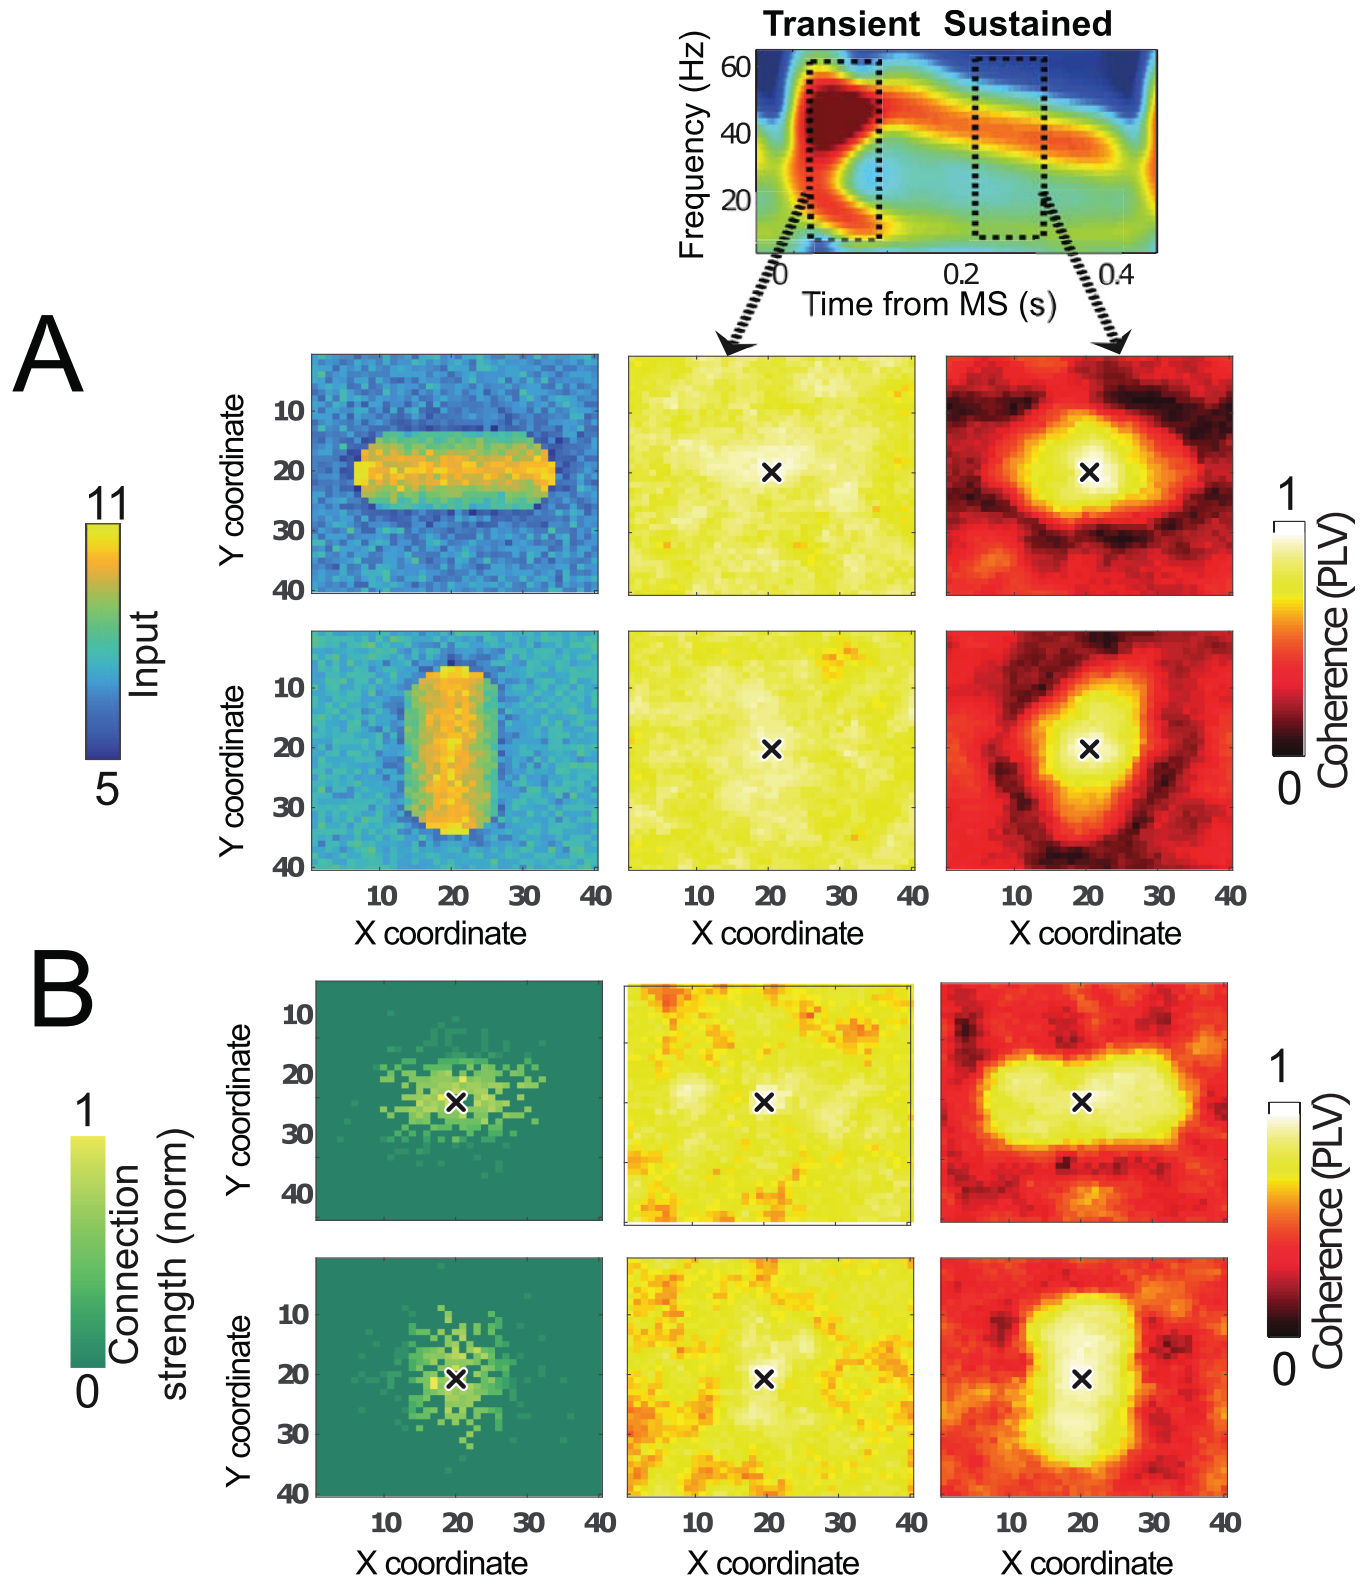 Transient Sustained
Frequency (Hz)
60
40
20
0 0.2 0.4
Time from MS (s)
A
11
Input
5
Y coordinate
10
20
30
40
Y coordinate
10
20
30
40
10 20 30 40
X coordinate
10 20 30 40
X coordinate
10 20 30 40
X coordinate
1
Coherence (PLV)
0
B
1
Connection
strength (norm)
0
Y coordinate
10
20
30
40
Y coordinate
10
20
30
40
10 20 30 40
X coordinate
10 20 30 40
X coordinate
10 20 30 40
X coordinate
1
Coherence (PLV)
0